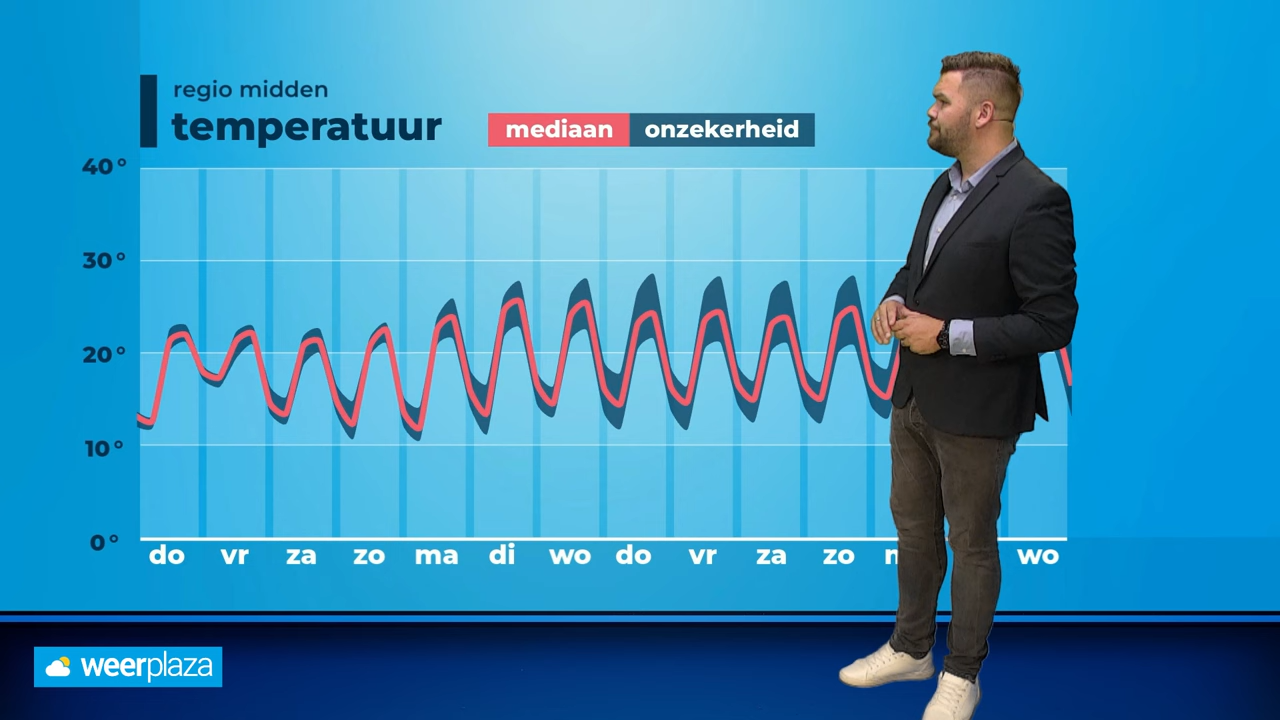 regio midden
temperatuur
mediaan onzekerheid
40°
30°
20°
10°
0°
do vr za zo ma di wo do vr za zo wo
weerplaza